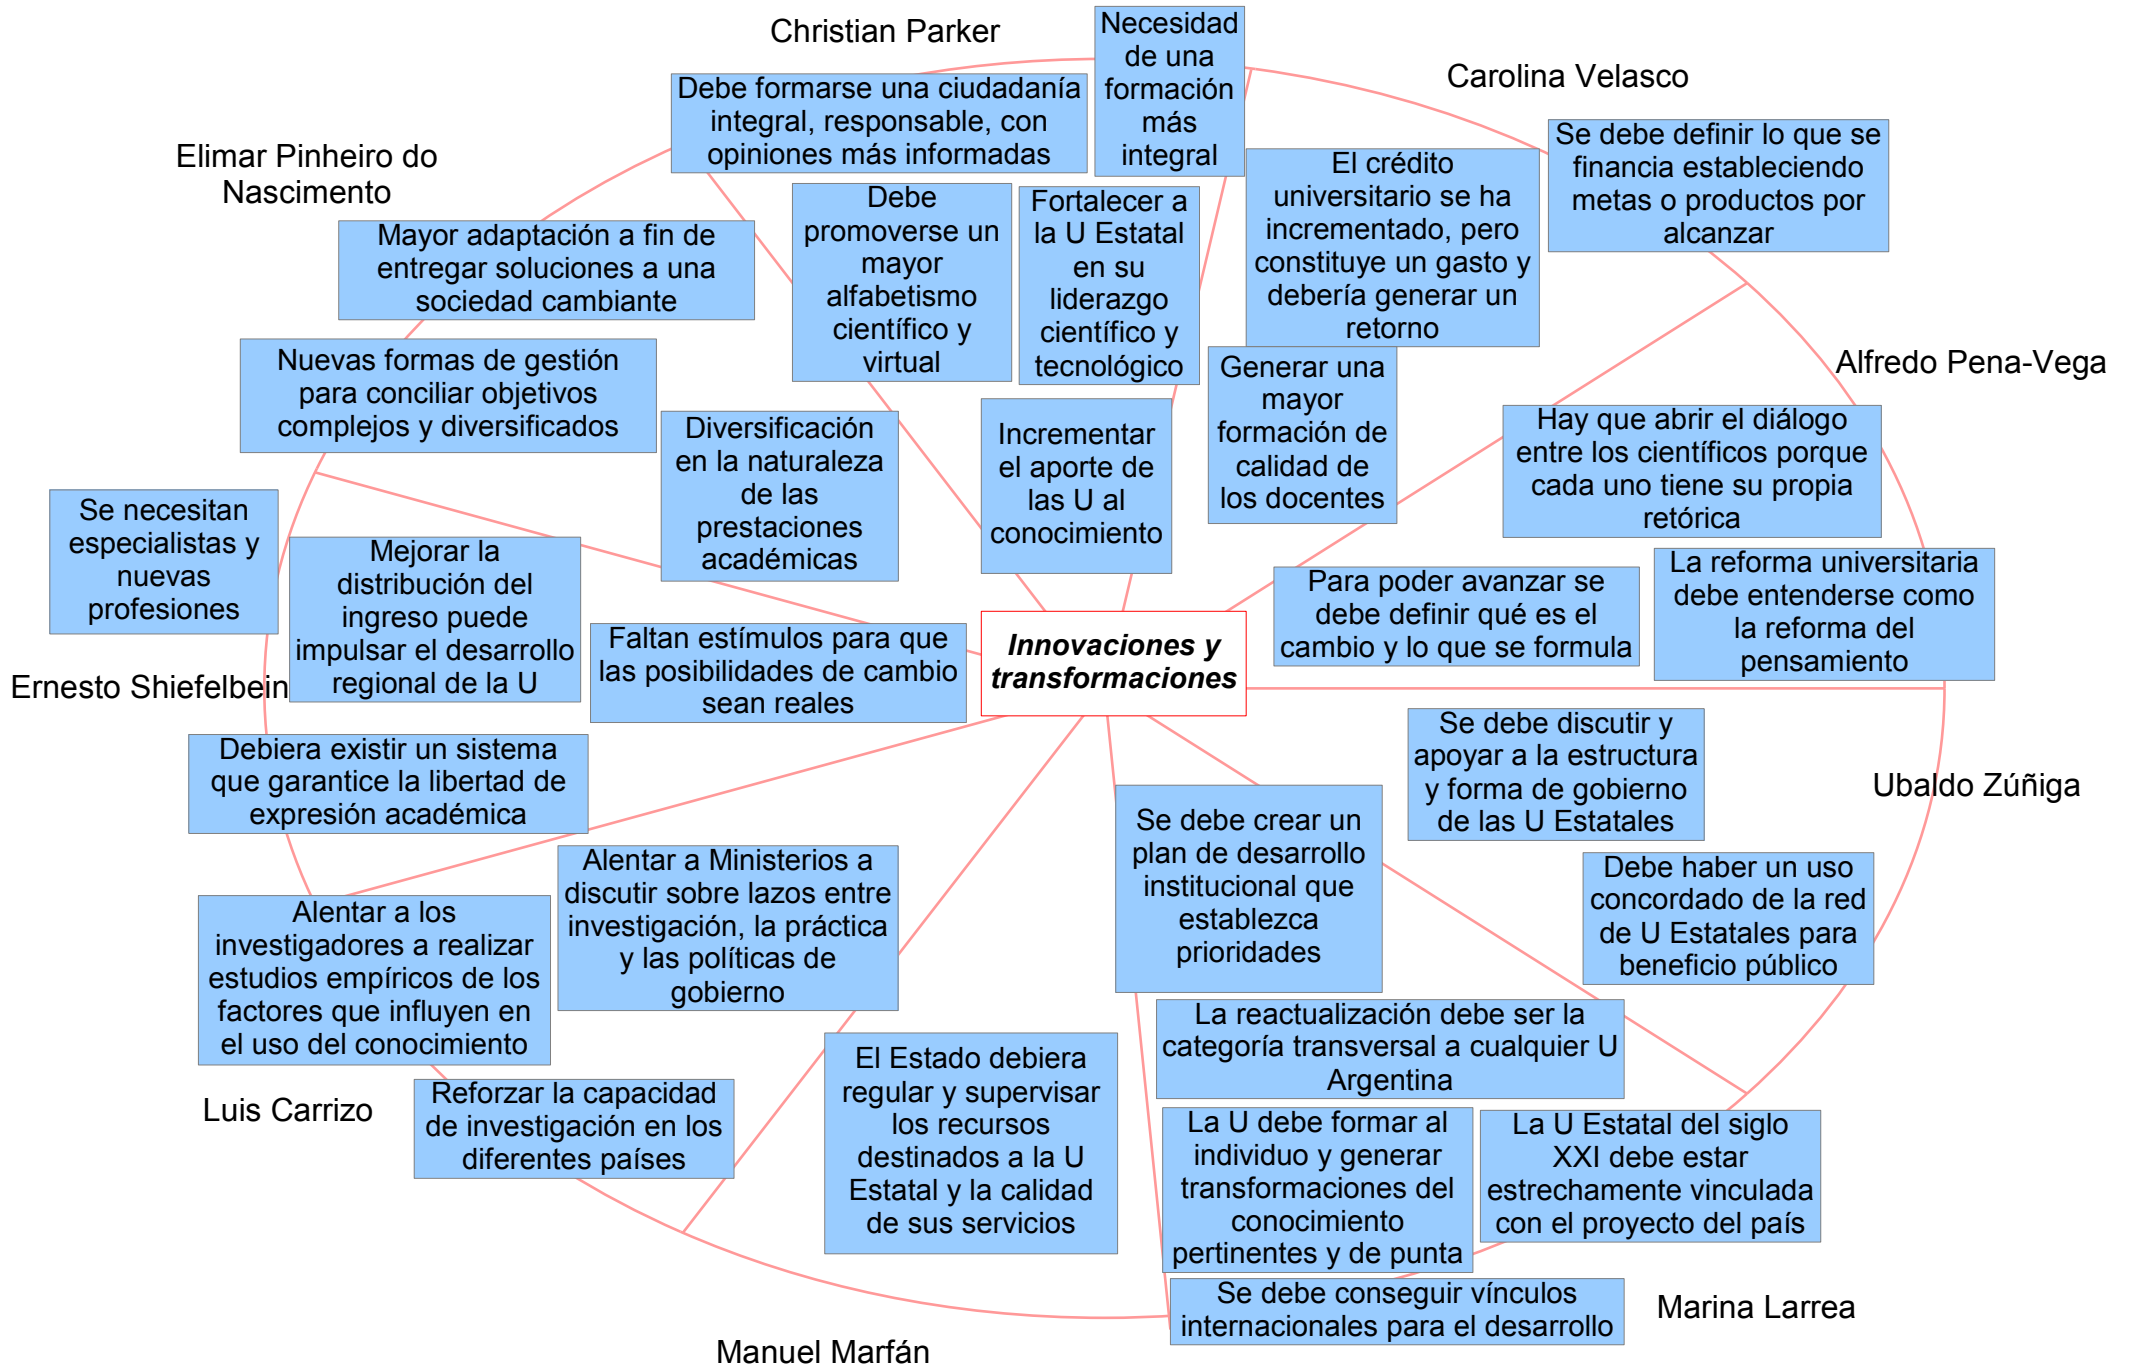 Christian Parker
Necesidad
de una
formación
más
integral
Carolina Velasco
Debe formarse una ciudadanía
integral, responsable, con
opiniones más informadas
Elimar Pinheiro do
Nascimento
Se debe definir lo que se
financia estableciendo
metas o productos por
alcanzar
El crédito
universitario se ha
incrementado, pero
constituye un gasto y
debería generar un
retorno
Debe
promoverse un
mayor
alfabetismo
científico y
virtual
Fortalecer a
la U Estatal
en su
liderazgo
científico y
tecnológico
Mayor adaptación a fin de
entregar soluciones a una
sociedad cambiante
Nuevas formas de gestión
para conciliar objetivos
complejos y diversificados
Generar una
mayor
formación de
calidad de
los docentes
Alfredo Pena-Vega
Diversificación
en la naturaleza
de las
prestaciones
académicas
Incrementar
el aporte de
las U al
conocimiento
Hay que abrir el diálogo
entre los científicos porque
cada uno tiene su propia
retórica
Se necesitan
especialistas y
nuevas
profesiones
Mejorar la
distribución del
ingreso puede
impulsar el desarrollo
regional de la U
La reforma universitaria
debe entenderse como
la reforma del
pensamiento
Para poder avanzar se
debe definir qué es el
cambio y lo que se formula
Faltan estímulos para que
las posibilidades de cambio
sean reales
Innovaciones y
transformaciones
Ernesto Shiefelbein
Se debe discutir y
apoyar a la estructura
y forma de gobierno
de las U Estatales
Debiera existir un sistema
que garantice la libertad de
expresión académica
Ubaldo Zúñiga
Se debe crear un
plan de desarrollo
institucional que
establezca
prioridades
Alentar a Ministerios a
discutir sobre lazos entre
investigación, la práctica
y las políticas de
gobierno
Debe haber un uso
concordado de la red
de U Estatales para
beneficio público
Alentar a los
investigadores a realizar
estudios empíricos de los
factores que influyen en
el uso del conocimiento
La reactualización debe ser la
categoría transversal a cualquier U
Argentina
El Estado debiera
regular y supervisar
los recursos
destinados a la U
Estatal y la calidad
de sus servicios
Luis Carrizo
Reforzar la capacidad
de investigación en los
diferentes países
La U debe formar al
individuo y generar
transformaciones del
conocimiento
pertinentes y de punta
La U Estatal del siglo
XXI debe estar
estrechamente vinculada
con el proyecto del país
Se debe conseguir vínculos
internacionales para el desarrollo
Marina Larrea
Manuel Marfán